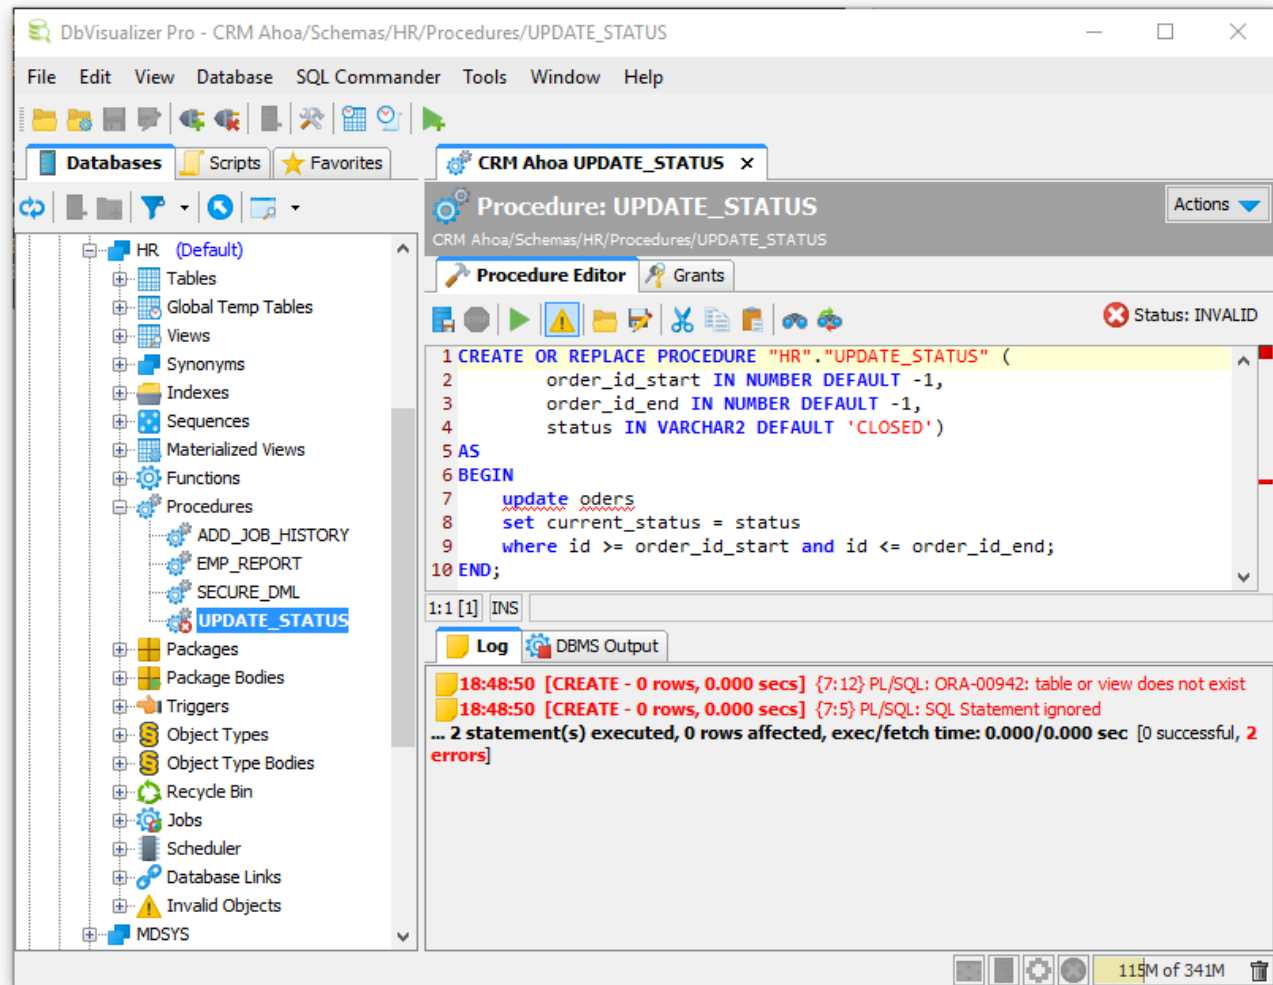 DbVisualizer Pro - CRM Ahoa/Schemas/HR/Procedures/UPDATE_STATUS
File Edit View Database SQL Commander Tools Window Help
Databases Scripts Favorites
HR (Default)
Tables
Global Temp Tables
Views
Synonyms
Indexes
Sequences
Materialized Views
Functions
Procedures
ADD_JOB_HISTORY
EMP_REPORT
SECURE_DML
UPDATE_STATUS
Packages
Package Bodies
Triggers
Object Types
Object Type Bodies
Recycle Bin
Jobs
Scheduler
Database Links
Invalid Objects
MDSYS
CRM Ahoa UPDATE_STATUS
Procedure: UPDATE_STATUS
Actions
CRM Ahoa/Schemas/HR/Procedures/UPDATE_STATUS
Procedure Editor Grants
STOP
Status: INVALID
1 CREATE OR REPLACE PROCEDURE "HR"."UPDATE_STATUS" (
2 order_id_start IN NUMBER DEFAULT -1,
3 order_id_end IN NUMBER DEFAULT -1,
4 status IN VARCHAR2 DEFAULT 'CLOSED')
5 AS
6 BEGIN
7 update oders
8 set current_status = status
9 where id >= order_id_start and id <= order_id_end;
10 END;
1:1 [1] INS
Log DBMS Output
18:48:50 [CREATE - 0 rows, 0.000 secs] {7:12} PL/SQL: ORA-00942: table or view does not exist
18:48:50 [CREATE - 0 rows, 0.000 secs] {7:5} PL/SQL: SQL Statement ignored
... 2 statement(s) executed, 0 rows affected, exec/fetch time: 0.000/0.000 sec [0 successful, 2
errors]
115M of 341M